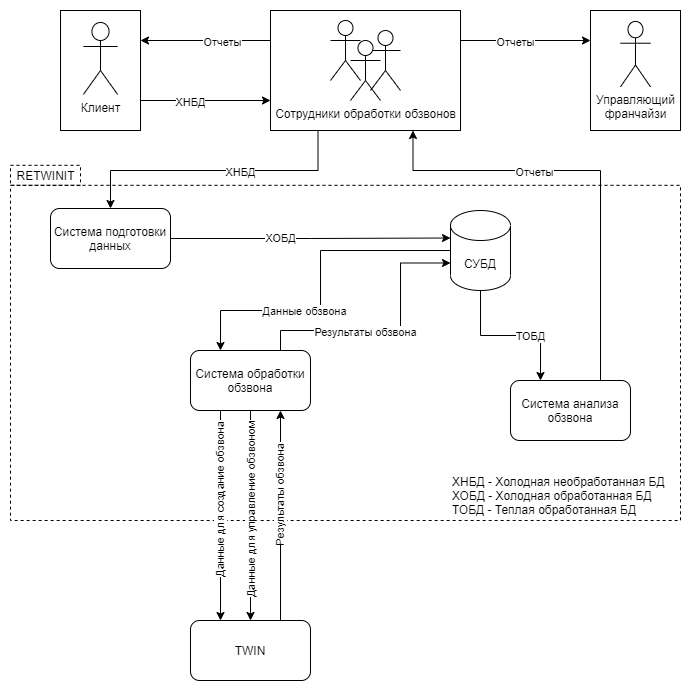 Отчеты
Отчеты
ХНБД
Клиент
Сотрудники обработки обзвонов
Управляющий
франчайзи
ХНБД
Отчеты
RETWINIT
Система подготовки
данных
ХОБД
СУБД
Данные обзвона
Результаты обзвона
ТОБД
Система обработки
обзвона
Система анализа
обзвона
Данные для создание обзвона
Данные для управление обзвоном
Результаты обзвона
ХНБД - Холодная необработанная БД
ХОБД - Холодная обработанная БД
ТОБД - Теплая обработанная БД
TWIN